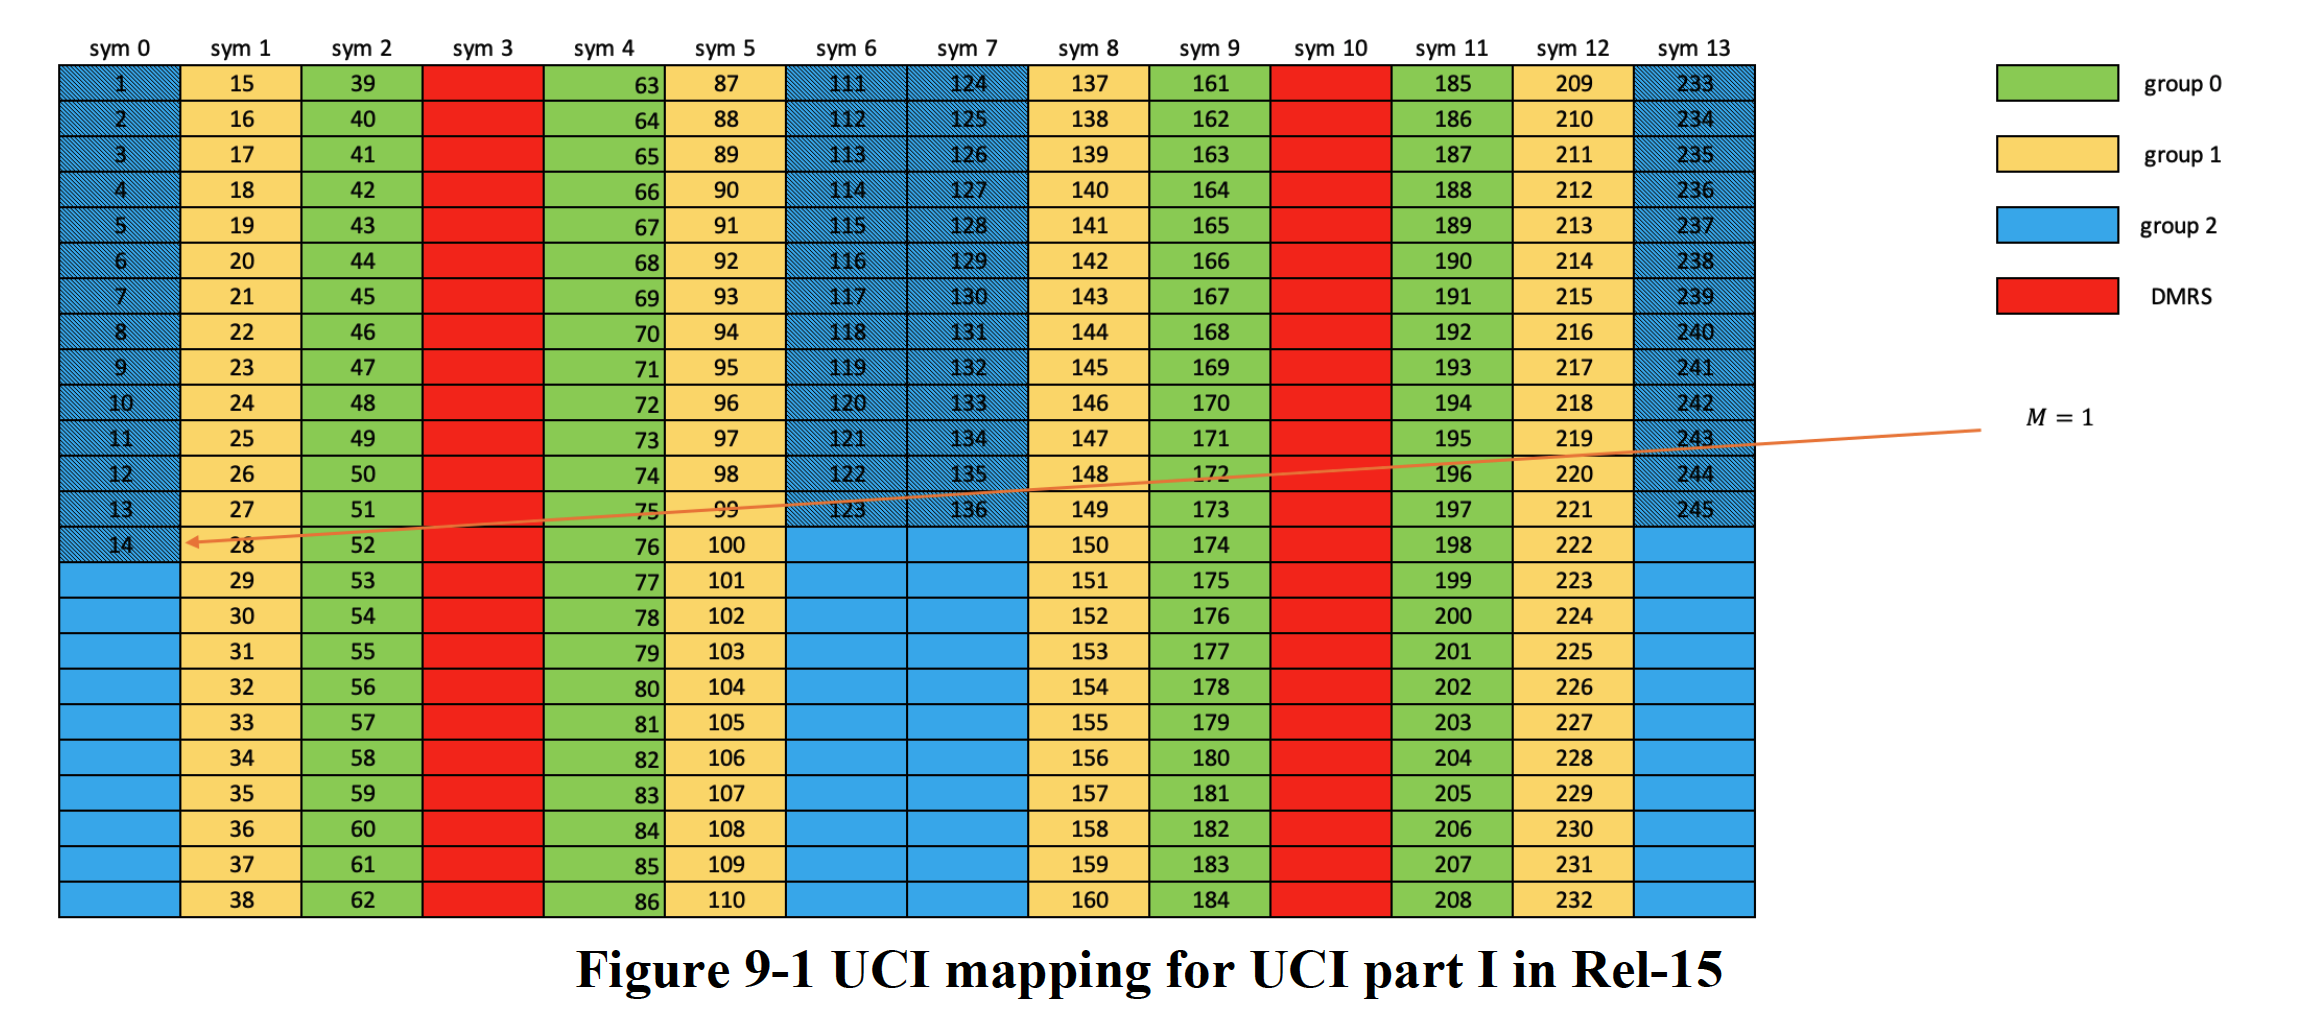 sym 0 sym 1 sym 2 sym 3 sym 4 sym 5 sym 6 sym 7 sym 8 sym 9 sym 10 sym 11 sym 12 sym 13
1 15 39 63 87 111 124 137 161 185 209 233 group 0
2 16 40 64 88 112 125 138 162 186 210 234
3 17 41 65 89 113 126 139 163 187 211 235 group 1
4 18 42 66 90 114 127 140 164 188 212 236
5 19 43 67 91 115 128 141 165 189 213 237 group 2
6 20 44 68 92 116 129 142 166 190 214 238
7 21 45 69 93 117 130 143 167 191 215 239 DMRS
8 22 46 70 94 118 131 144 168 192 216 240
9 23 47 71 95 119 132 145 169 193 217 241
10 24 48 72 96 120 133 146 170 194 218 242 M = 1
11 25 49 73 97 121 134 147 171 195 219 243
12 26 50 74 98 122 135 148 172 196 220 244
13 27 51 75 99 123 136 149 173 197 221 245
14 28 52 76 100 150 174 198 222
29 53 77 101 151 175 199 223
30 54 78 102 152 176 200 224
31 55 79 103 153 177 201 225
32 56 80 104 154 178 202 226
33 57 81 105 155 179 203 227
34 58 82 106 156 180 204 228
35 59 83 107 157 181 205 229
36 60 84 108 158 182 206 230
37 61 85 109 159 183 207 231
38 62 86 110 160 184 208 232
Figure 9-1 UCI mapping for UCI part I in Rel-15